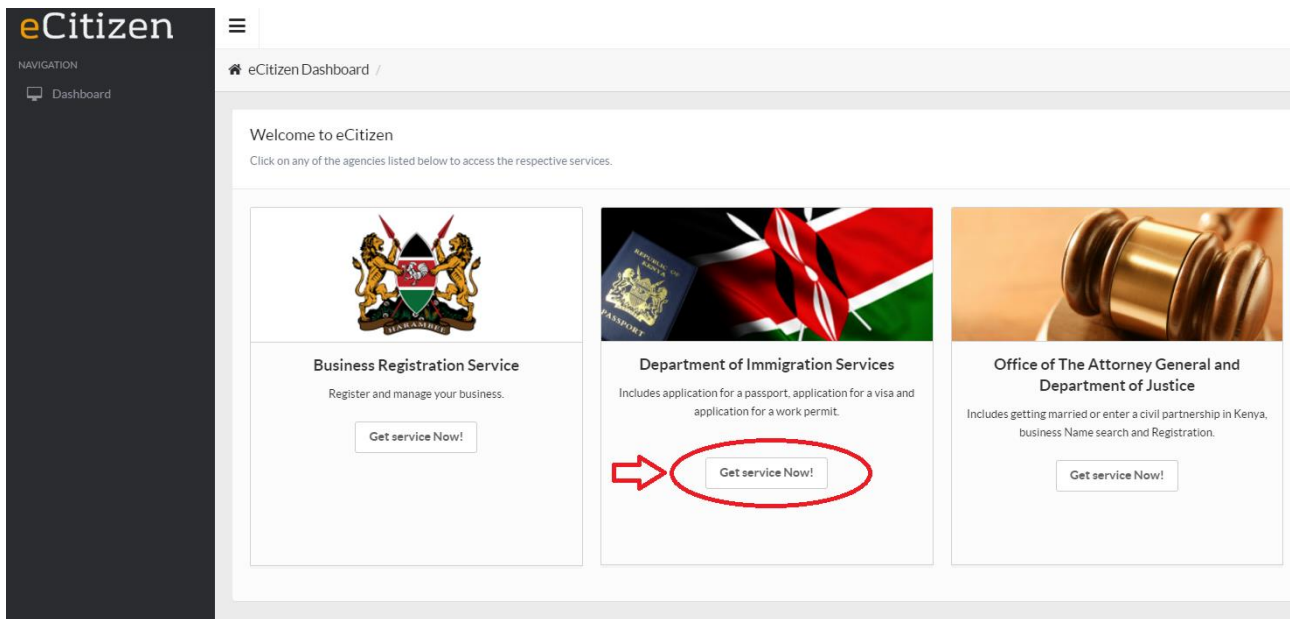 eCitizen
NAVIGATION
Dashboard
eCitizen Dashboard /
Welcome to eCitizen
Click on any of the agencies listed below to access the respective services.
HARAMBEE
Business Registration Service
Register and manage your business.
Get service Now!
REPUBLIC OF
KENYA
PASSPORT
Department of Immigration Services
Includes application for a passport, application for a visa and
application for a work permit.
Get service Now!
Office of The Attorney General and
Department of Justice
Includes getting married or enter a civil partnership in Kenya,
business Name search and Registration.
Get service Now!